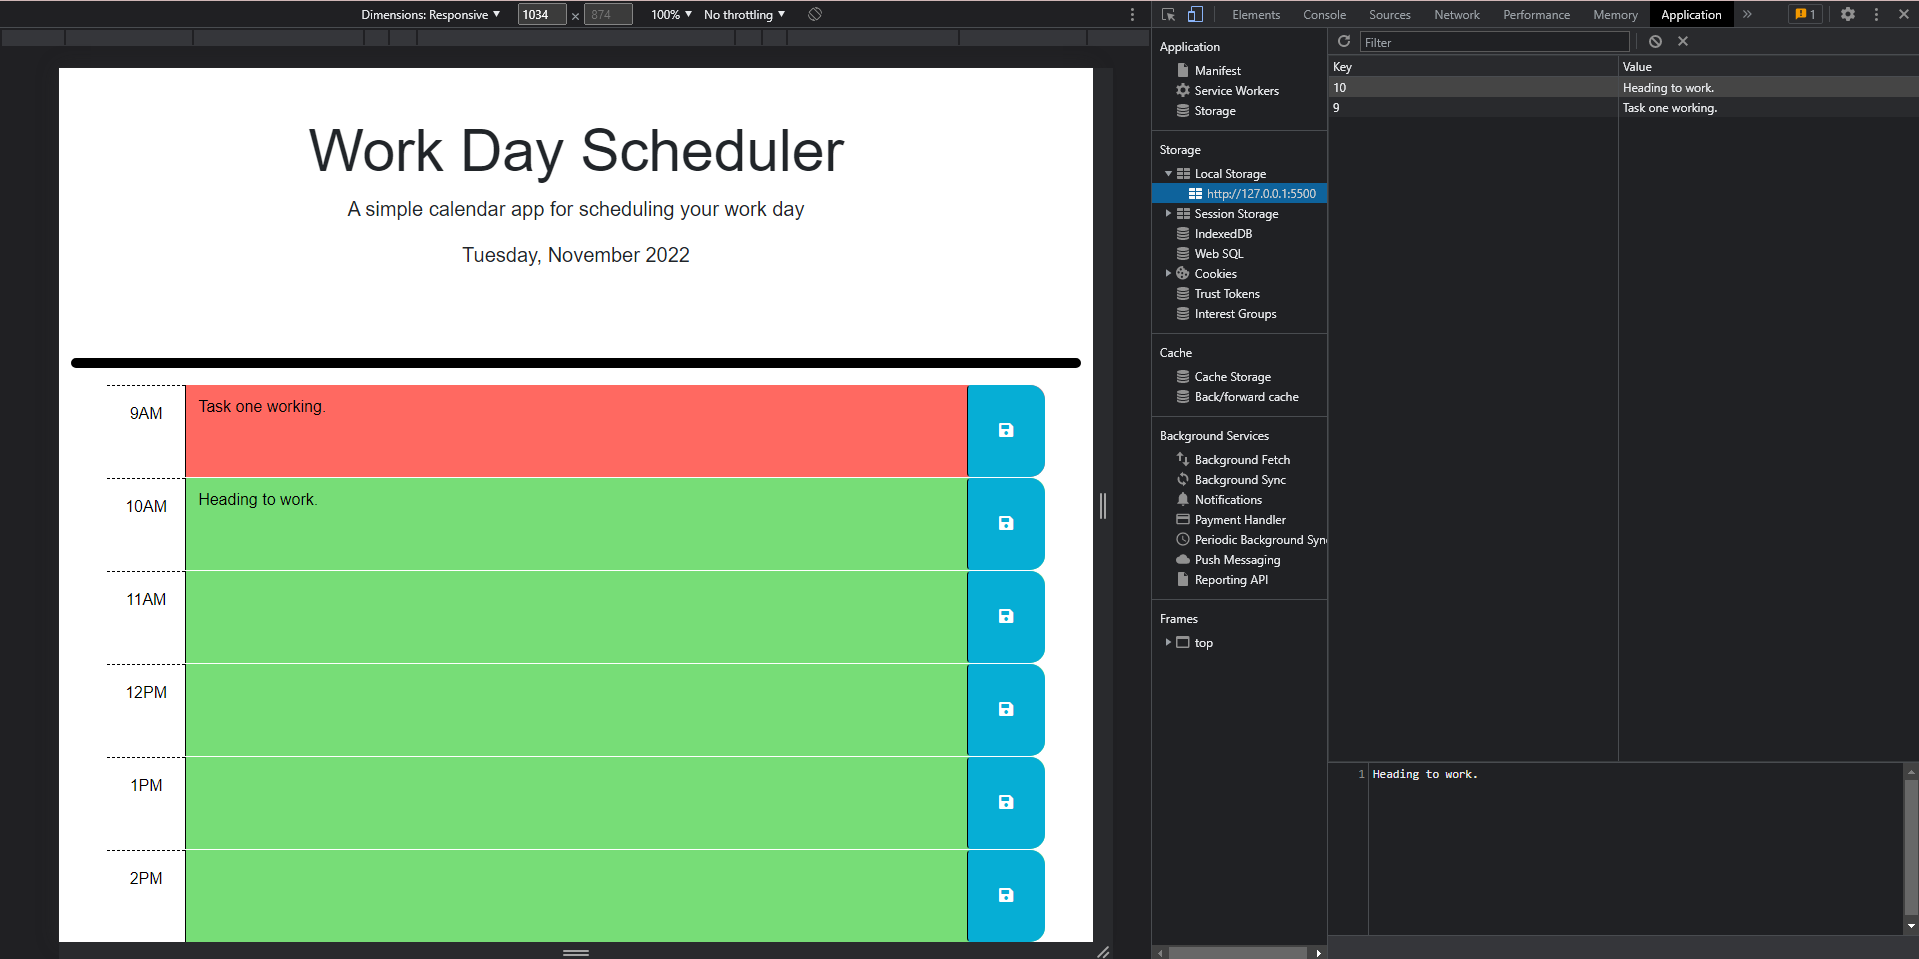 Dimensions: Responsive ▼ 1034 × 874 100% ▼ No throttling ▼
Elements Console Sources Network Performance Memory Application » 1
Work Day Scheduler
A simple calendar app for scheduling your work day
Tuesday, November 2022
9AM Task one working.
10AM Heading to work.
11AM
12PM
1PM
2PM
Application
Manifest
Service Workers
Storage
Storage
Local Storage
http://127.0.0.1:5500
Session Storage
IndexedDB
Web SQL
Cookies
Trust Tokens
Interest Groups
Cache
Cache Storage
Back/forward cache
Background Services
Background Fetch
Background Sync
Notifications
Payment Handler
Periodic Background Sync
Push Messaging
Reporting API
Frames
top
Filter
Key Value
10 Heading to work.
9 Task one working.
1 Heading to work.